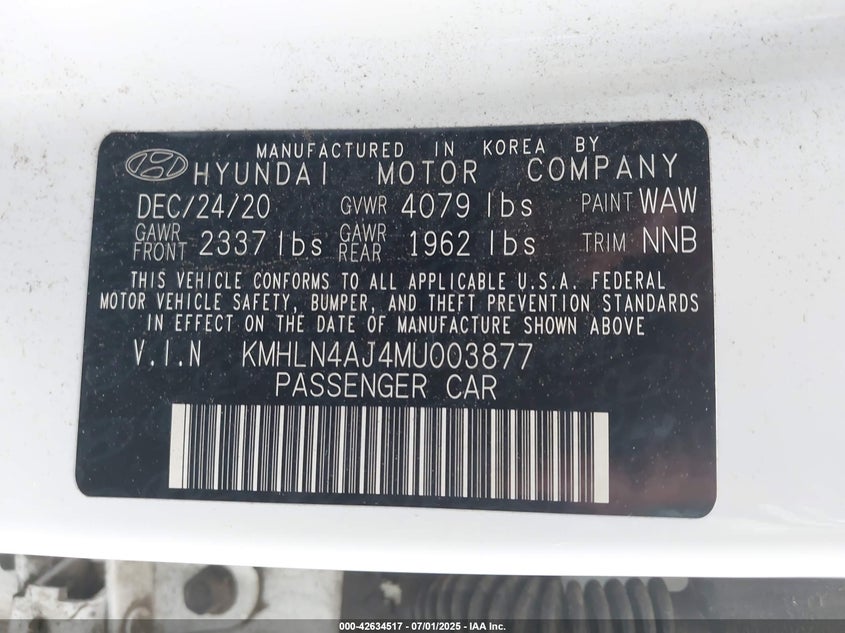 MANUFACTURED IN KOREA BY
HYUNDAI MOTOR COMPANY
DEC/24/20 GVWR 4079 lbs PAINT WAW
GAWR FRONT 2337 lbs GAWR REAR 1962 lbs TRIM NNB
THIS VEHICLE CONFORMS TO ALL APPLICABLE U.S.A. FEDERAL
MOTOR VEHICLE SAFETY, BUMPER, AND THEFT PREVENTION STANDARDS
IN EFFECT ON THE DATE OF MANUFACTURE SHOWN ABOVE
V.I.N KMHLN4AJ4MU003877
PASSENGER CAR
000-42634517 - 07/01/2025 - IAA Inc.